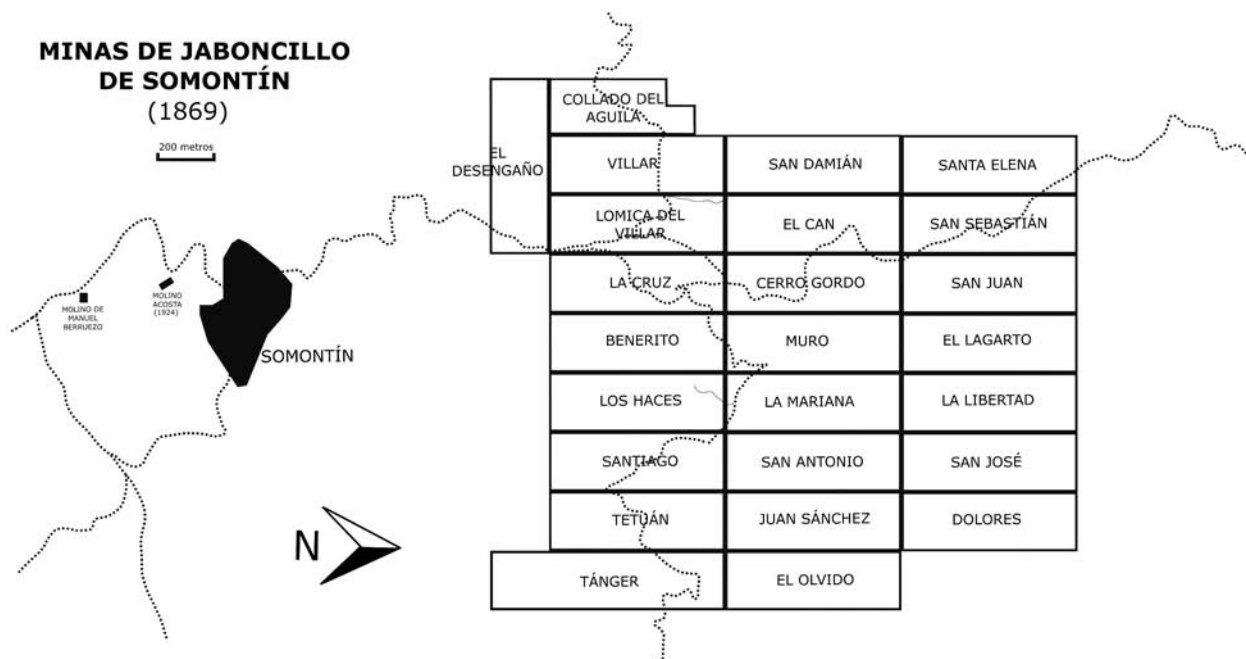 MINAS DE JABONCILLO
DE SOMONTÍN
(1869)
200 metros
COLLADO DEL
AGUILA
EL
DESENGAÑO
VILLAR
SAN DAMIÁN
SANTA ELENA
LOMICA DEL
VILLAR
EL CAN
SAN SEBASTIÁN
LA CRUZ
CERRO GORDO
SAN JUAN
MOLINO DE
MANUEL
BERRUEZO
MOLINO
ACOSTA
(1924)
SOMONTÍN
BENERITO
MURO
EL LAGARTO
LOS HACES
LA MARIANA
LA LIBERTAD
SANTIAGO
SAN ANTONIO
SAN JOSÉ
TETUÁN
JUAN SÁNCHEZ
DOLORES
N
TÁNGER
EL OLVIDO